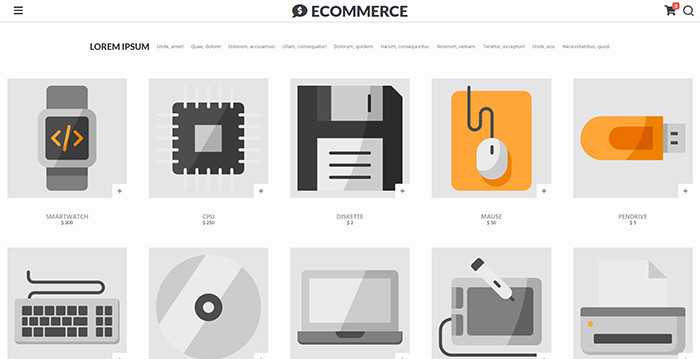 ECOMMERCE
LOREM IPSUM Unde, amet! Quae, dolore! Dolorem, accusamus! Ullam, consequatur! Dolorum, quidem. Harum, consequuntur. Nostrum, veniam. Tenetur, excepturi! Unde, eos. Necessitatibus, quod.
SMARTWATCH CPU DISKETTE MAUSE PENDRIVE
$ 300 $ 250 $ 2 $ 50 $ 5